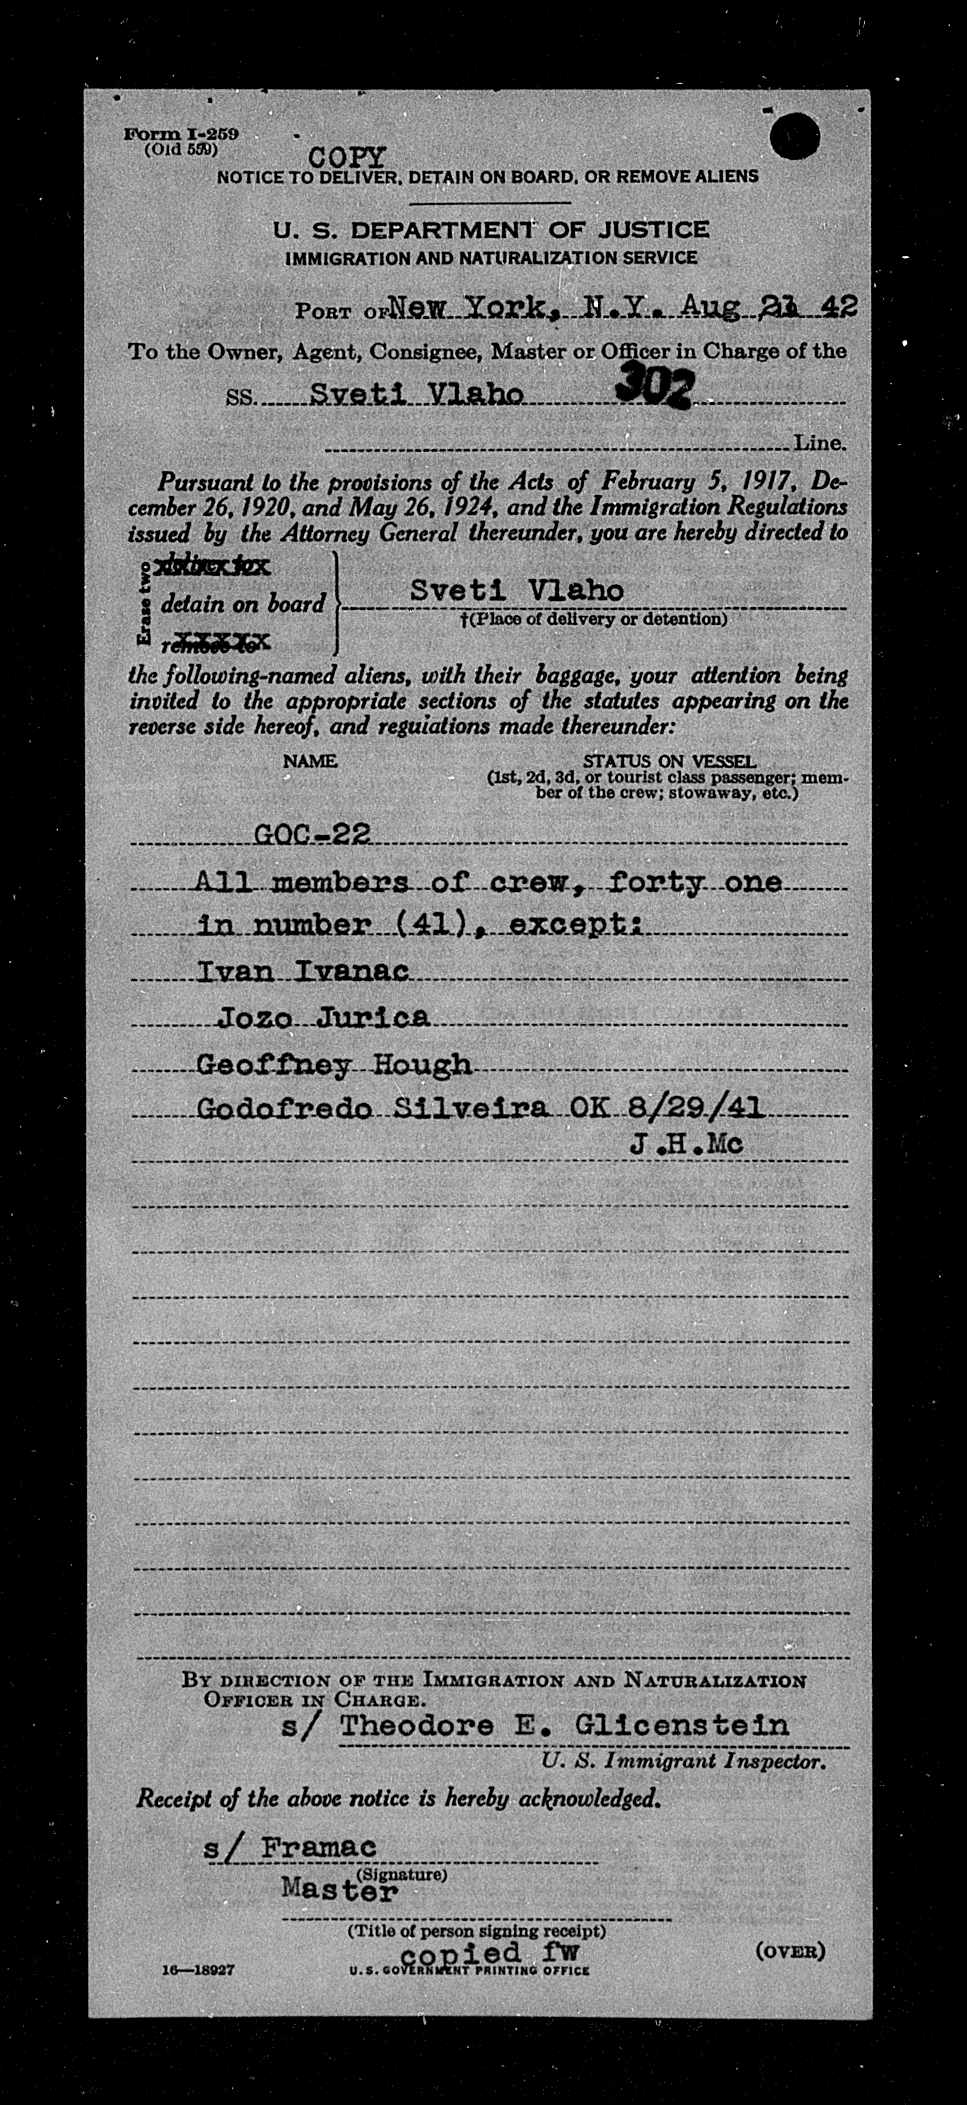 Form I-259
(Old 559)
COPY
NOTICE TO DELIVER, DETAIN ON BOARD, OR REMOVE ALIENS
U. S. DEPARTMENT OF JUSTICE
IMMIGRATION AND NATURALIZATION SERVICE
PORT OF New York, N.Y. Aug 21 42
To the Owner, Agent, Consignee, Master or Officer in Charge of the
SS. Sveti Vlaho 302
Line.
Pursuant to the provisions of the Acts of February 5, 1917, De-
cember 26, 1920, and May 26, 1924, and the Immigration Regulations
issued by the Attorney General thereunder, you are hereby directed to
Erase two
detain on board Sveti Vlaho
†(Place of delivery or detention)
remove to
the following-named aliens, with their baggage, your attention being
invited to the appropriate sections of the statutes appearing on the
reverse side hereof, and regulations made thereunder:
NAME STATUS ON VESSEL
(1st, 2d, 3d, or tourist class passenger; mem-
ber of the crew; stowaway, etc.)
GOC-22
All members of crew, forty one
in number (41), except:
Ivan Ivanac
Jozo Jurica
Geoffney Hough
Godofredo Silveira OK 8/29/41
J.H.Mc
BY DIRECTION OF THE IMMIGRATION AND NATURALIZATION
OFFICER IN CHARGE.
s/ Theodore E. Glicenstein
U. S. Immigrant Inspector.
Receipt of the above notice is hereby acknowledged.
s/ Framac
(Signature)
Master
(Title of person signing receipt)
copied fw
(OVER)
16—18927 U. S. GOVERNMENT PRINTING OFFICE